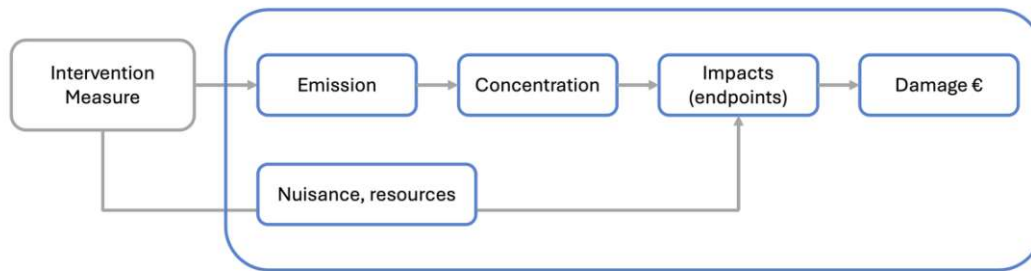 Intervention
Measure
Emission
Concentration
Impacts
(endpoints)
Damage €
Nuisance, resources